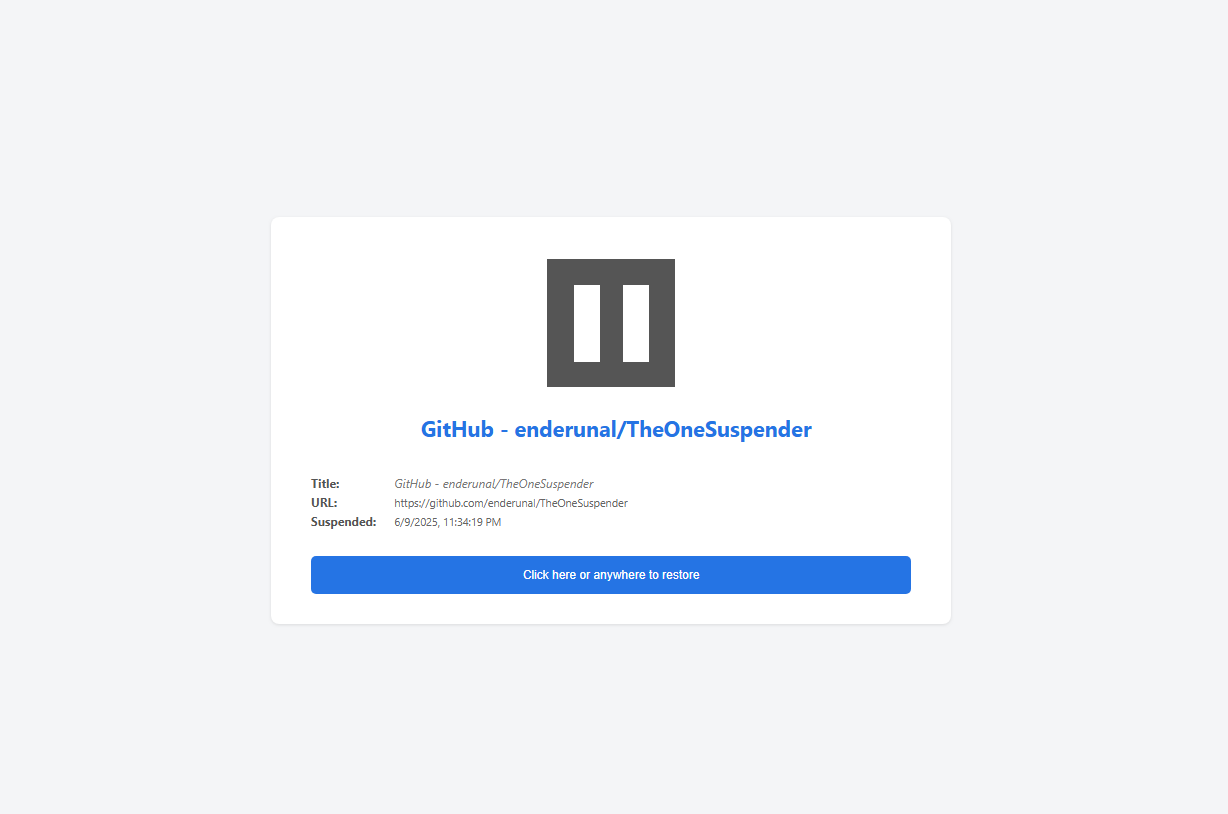 GitHub - enderunal/TheOneSuspender
Title: GitHub - enderunal/TheOneSuspender
URL: https://github.com/enderunal/TheOneSuspender
Suspended: 6/9/2025, 11:34:19 PM
Click here or anywhere to restore